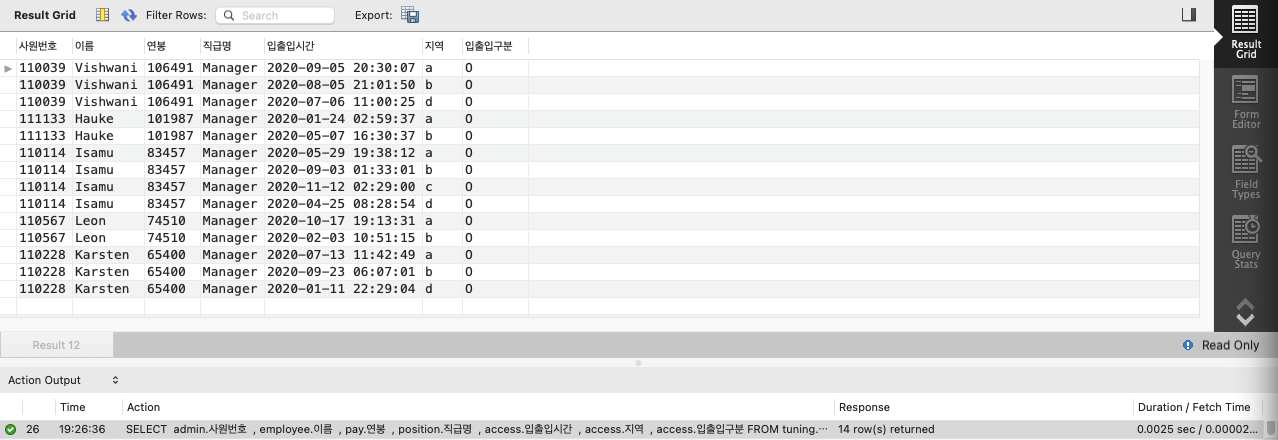 Result Grid Filter Rows: Search Export:
사원번호 이름 연봉 직급명 입출입시간 지역 입출입구분
110039 Vishwani 106491 Manager 2020-09-05 20:30:07 a O
110039 Vishwani 106491 Manager 2020-08-05 21:01:50 b O
110039 Vishwani 106491 Manager 2020-07-06 11:00:25 d O
111133 Hauke 101987 Manager 2020-01-24 02:59:37 a O
111133 Hauke 101987 Manager 2020-05-07 16:30:37 b O
110114 Isamu 83457 Manager 2020-05-29 19:38:12 a O
110114 Isamu 83457 Manager 2020-09-03 01:33:01 b O
110114 Isamu 83457 Manager 2020-11-12 02:29:00 c O
110114 Isamu 83457 Manager 2020-04-25 08:28:54 d O
110567 Leon 74510 Manager 2020-10-17 19:13:31 a O
110567 Leon 74510 Manager 2020-02-03 10:51:15 b O
110228 Karsten 65400 Manager 2020-07-13 11:42:49 a O
110228 Karsten 65400 Manager 2020-09-23 06:07:01 b O
110228 Karsten 65400 Manager 2020-01-11 22:29:04 d O
Result
Grid
Form
Editor
Field
Types
Query
Stats
Result 12
Read Only
Action Output
Time Action Response Duration / Fetch Time
26 19:26:36 SELECT admin.사원번호 , employee.이름 , pay.연봉 , position.직급명 , access.입출입시간 , access.지역 , access.입출입구분 FROM tuning.… 14 row(s) returned 0.0025 sec / 0.00002...